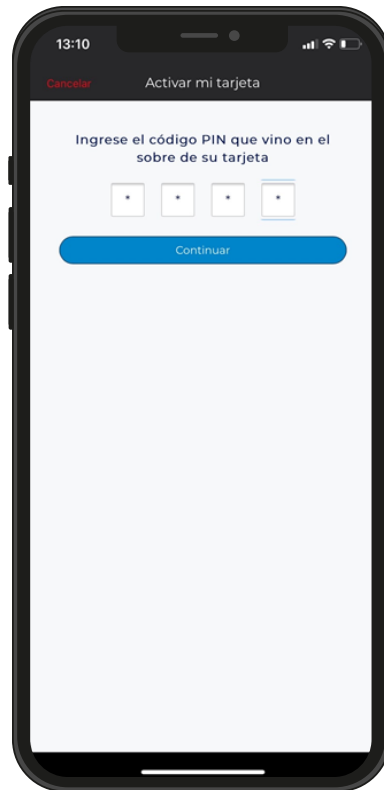 13:10
Cancelar Activar mi tarjeta
Ingrese el código PIN que vino en el
sobre de su tarjeta
* * * *
Continuar